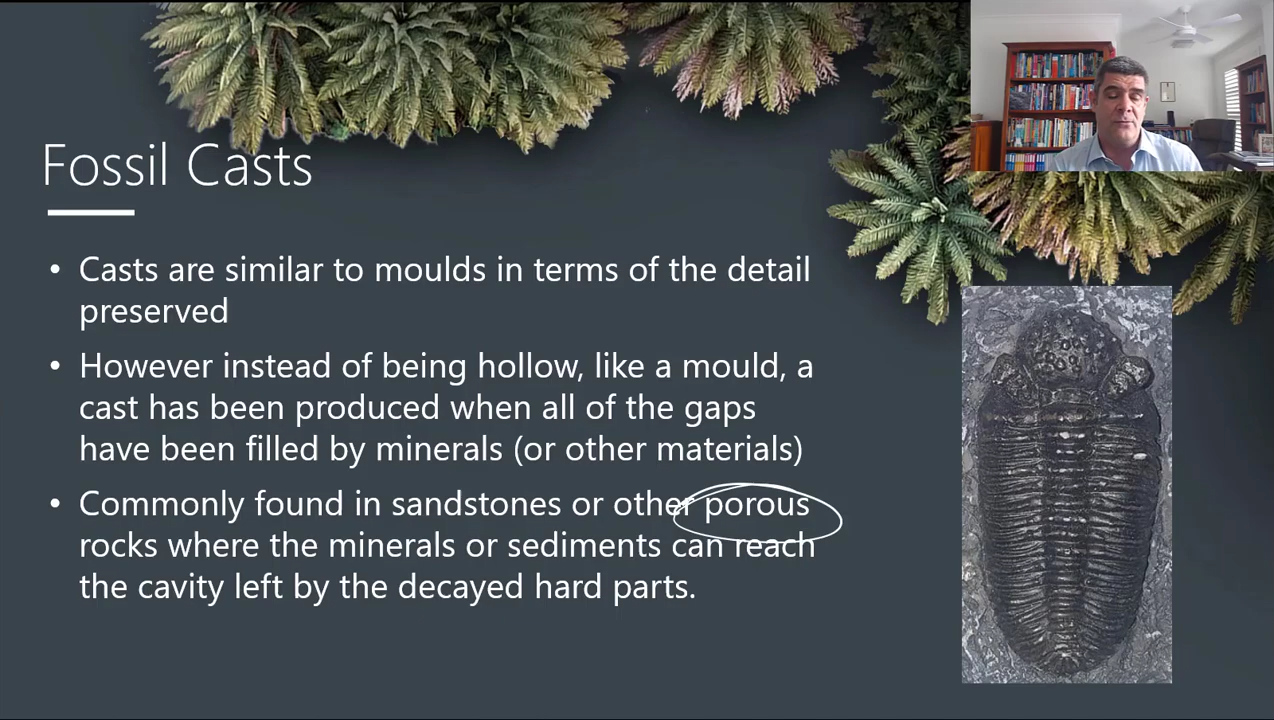 Fossil Casts
• Casts are similar to moulds in terms of the detail
preserved
• However instead of being hollow, like a mould, a
cast has been produced when all of the gaps
have been filled by minerals (or other materials)
• Commonly found in sandstones or other porous
rocks where the minerals or sediments can reach
the cavity left by the decayed hard parts.